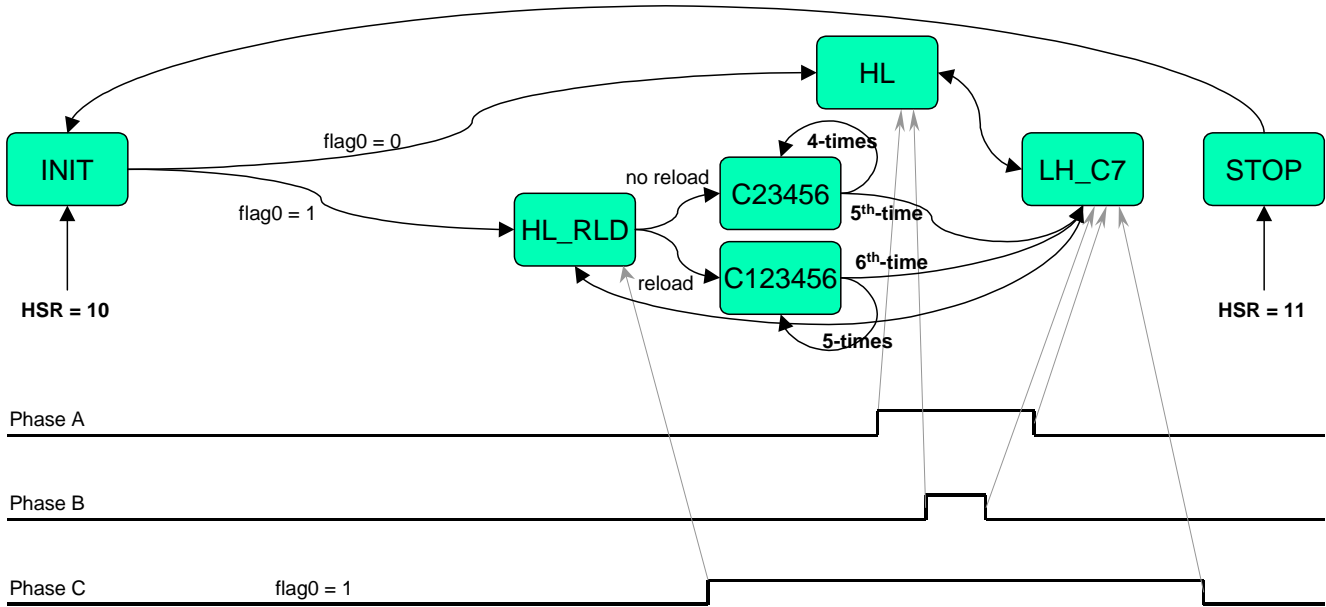 HL
flag0 = 0
4-times
INIT
no reload
C23456
LH_C7
STOP
flag0 = 1
5th-time
HL_RLD
6th-time
reload
C123456
HSR = 10
HSR = 11
5-times
Phase A
Phase B
Phase C
flag0 = 1